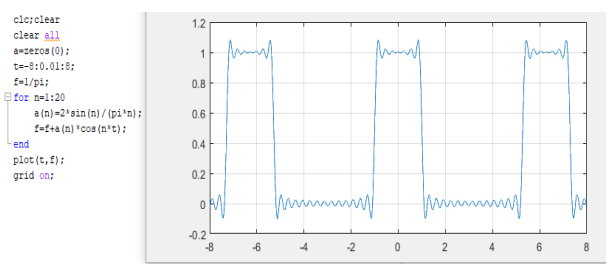 clc;clear
clear all
a=zeros(0);
t=-8:0.01:8;
f=1/pi;
for n=1:20
a(n)=2*sin(n)/(pi*n);
f=f+a(n)*cos(n*t);
end
plot(t,f);
grid on;
1.2
1
0.8
0.6
0.4
0.2
0
-0.2
-8 -6 -4 -2 0 2 4 6 8